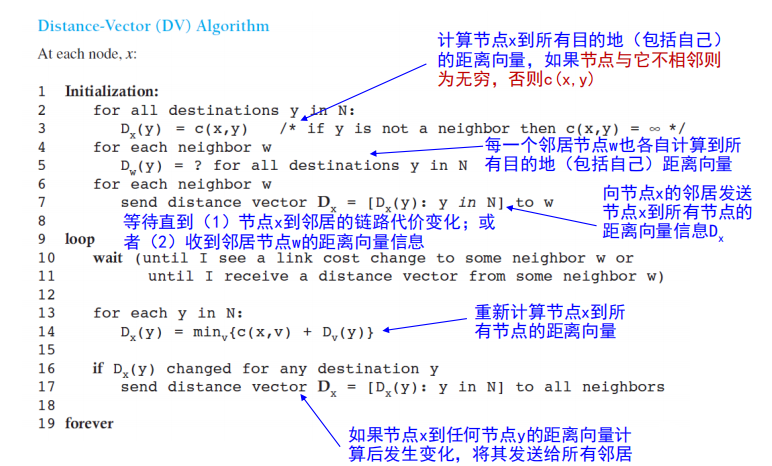 Distance-Vector (DV) Algorithm
At each node, x:
计算节点x到所有目的地（包括自己）
的距离向量，如果节点与它不相邻则
为无穷，否则c(x,y)
1 Initialization:
2 for all destinations y in N:
3 Dx(y) = c(x,y) /* if y is not a neighbor then c(x,y) = ∞ */
4 for each neighbor w
每一个邻居节点w也各自计算到所
有目的地（包括自己）距离向量
5 Dw(y) = ? for all destinations y in N
6 for each neighbor w
7 send distance vector Dx = [Dx(y): y in N] to w
向节点x的邻居发送
节点x到所有节点的
距离向量信息Dx
8
等待直到（1）节点x到邻居的链路代价变化；或
者（2）收到邻居节点w的距离向量信息
9 loop
10 wait (until I see a link cost change to some neighbor w or
11 until I receive a distance vector from some neighbor w)
12
13 for each y in N:
14 Dx(y) = minv{c(x,v) + Dv(y)}
重新计算节点x到所
有节点的距离向量
15
16 if Dx(y) changed for any destination y
17 send distance vector Dx = [Dx(y): y in N] to all neighbors
18
19 forever
如果节点x到任何节点y的距离向量计
算后发生变化，将其发送给所有邻居